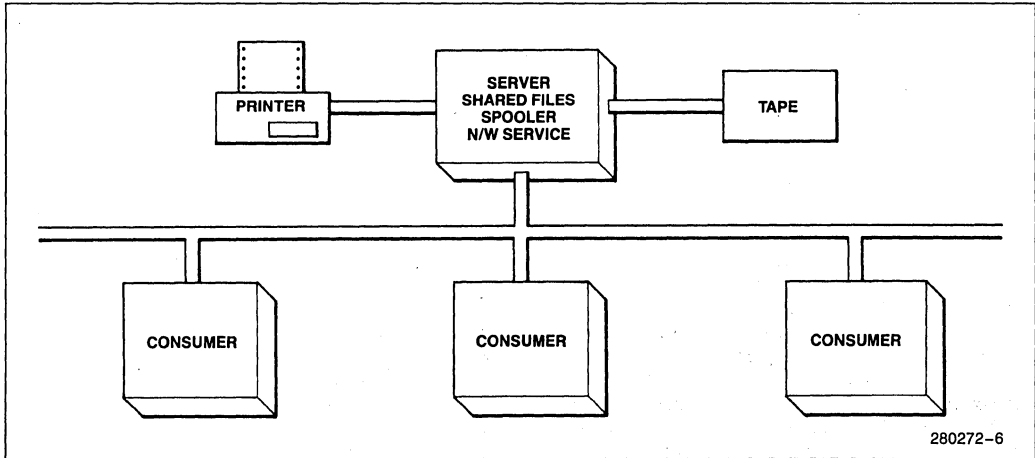 PRINTER
SERVER
SHARED FILES
SPOOLER
N/W SERVICE
TAPE
CONSUMER
CONSUMER
CONSUMER
280272-6